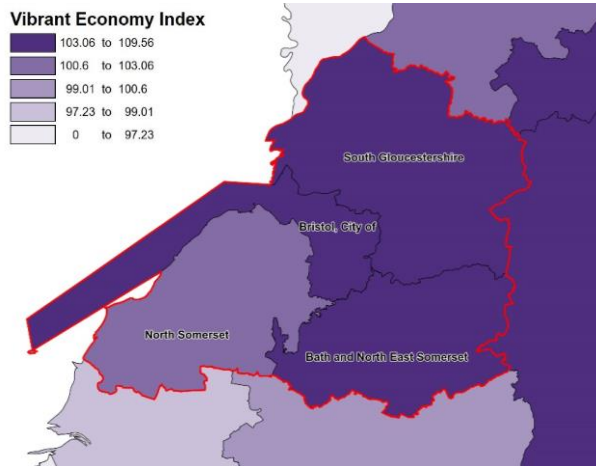 Vibrant Economy Index
103.06 to 109.56
100.6 to 103.06
99.01 to 100.6
97.23 to 99.01
0 to 97.23
South Gloucestershire
Bristol, City of
North Somerset
Bath and North East Somerset